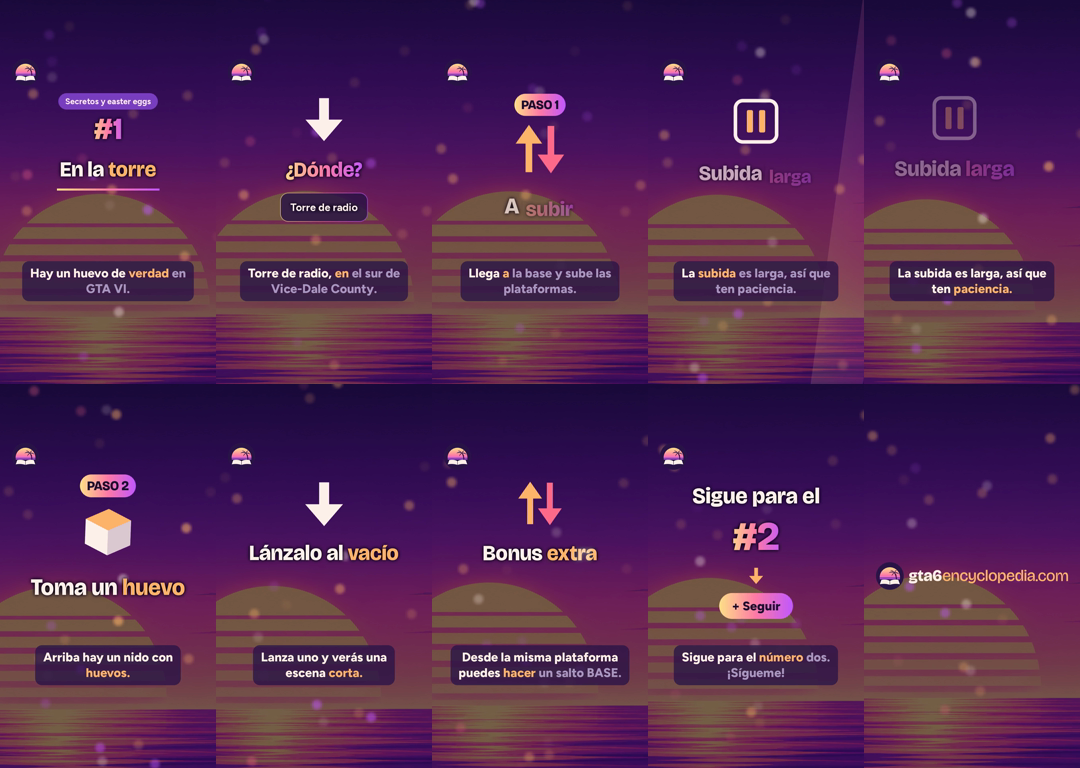 Secretos y easter eggs
#1
En la torre
Hay un huevo de verdad en
GTA VI.
¿Dónde?
Torre de radio
Torre de radio, en el sur de
Vice-Dale County.
PASO 1
A subir
Llega a la base y sube las
plataformas.
Subida larga
La subida es larga, así que
ten paciencia.
Subida larga
La subida es larga, así que
ten paciencia.
PASO 2
Toma un huevo
Arriba hay un nido con
huevos.
Lánzalo al vacío
Lanza uno y verás una
escena corta.
Bonus extra
Desde la misma plataforma
puedes hacer un salto BASE.
Sigue para el
#2
+ Seguir
Sigue para el número dos.
¡Sígueme!
gta6encyclopedia.com